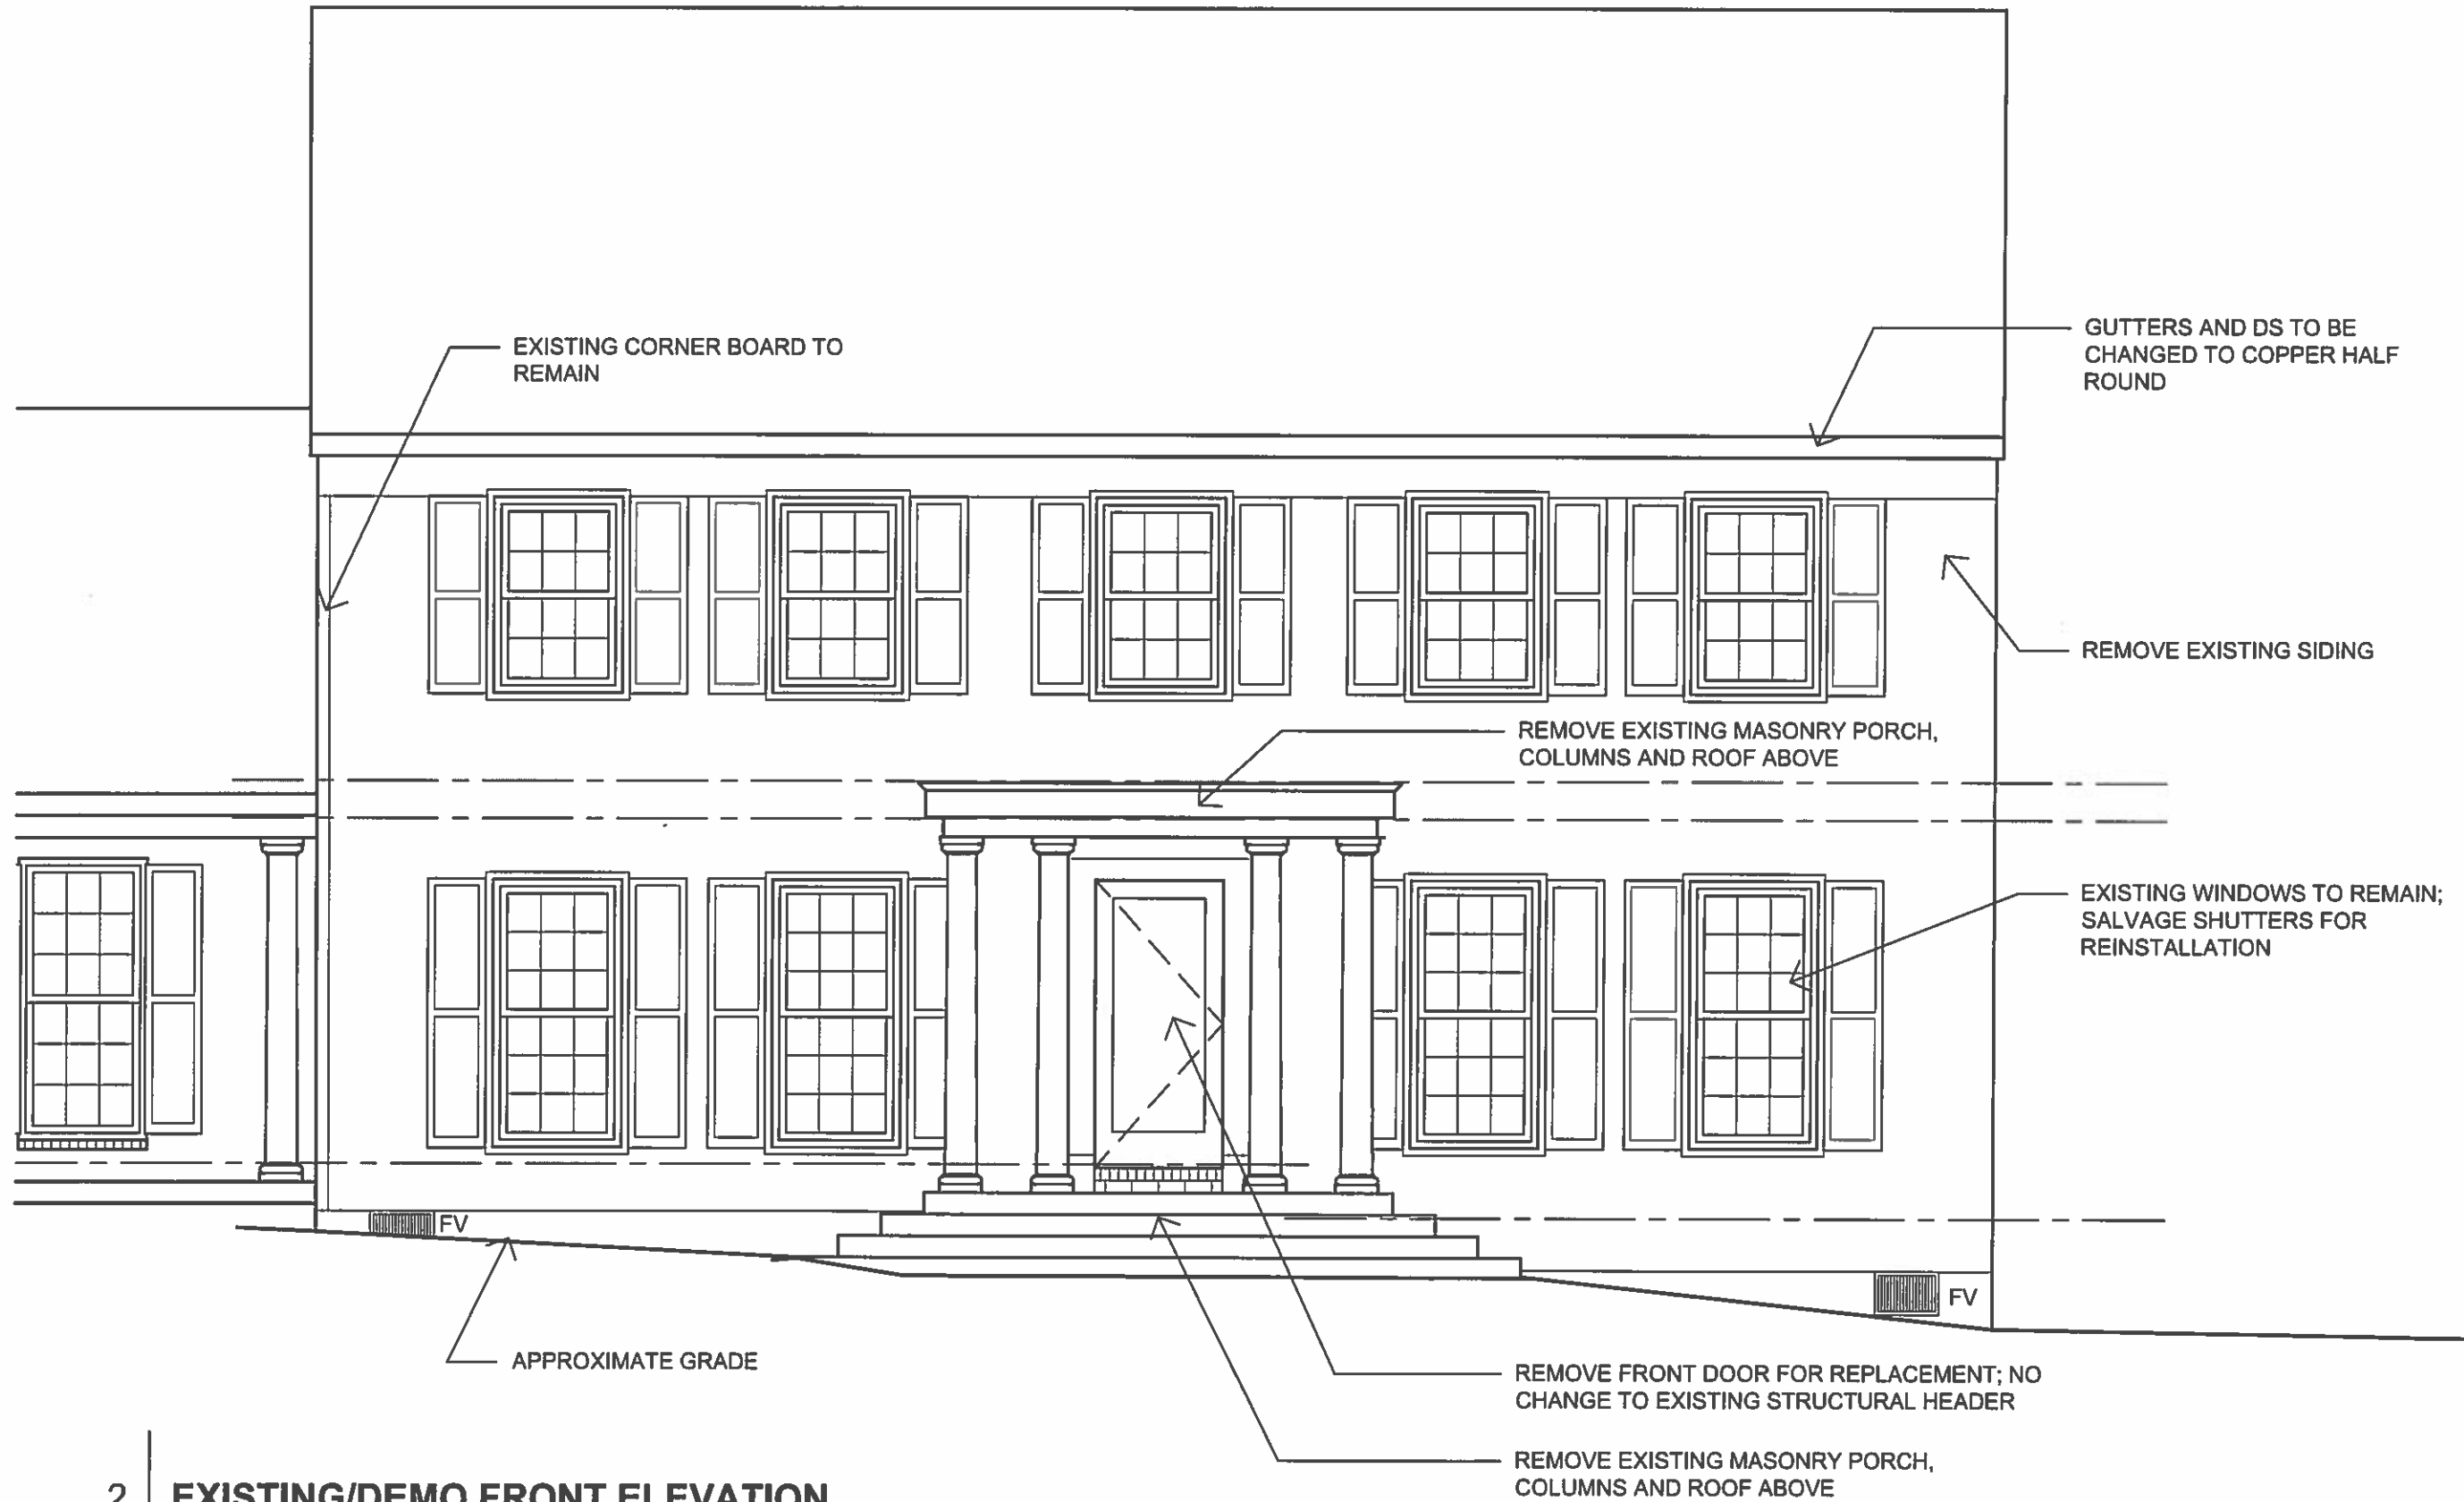 EXISTING CORNER BOARD TO
REMAIN
GUTTERS AND DS TO BE
CHANGED TO COPPER HALF
ROUND
REMOVE EXISTING SIDING
REMOVE EXISTING MASONRY PORCH,
COLUMNS AND ROOF ABOVE
EXISTING WINDOWS TO REMAIN;
SALVAGE SHUTTERS FOR
REINSTALLATION
FV
FV
APPROXIMATE GRADE
REMOVE FRONT DOOR FOR REPLACEMENT; NO
CHANGE TO EXISTING STRUCTURAL HEADER
REMOVE EXISTING MASONRY PORCH,
COLUMNS AND ROOF ABOVE
2 EXISTING/DEMO FRONT ELEVATION